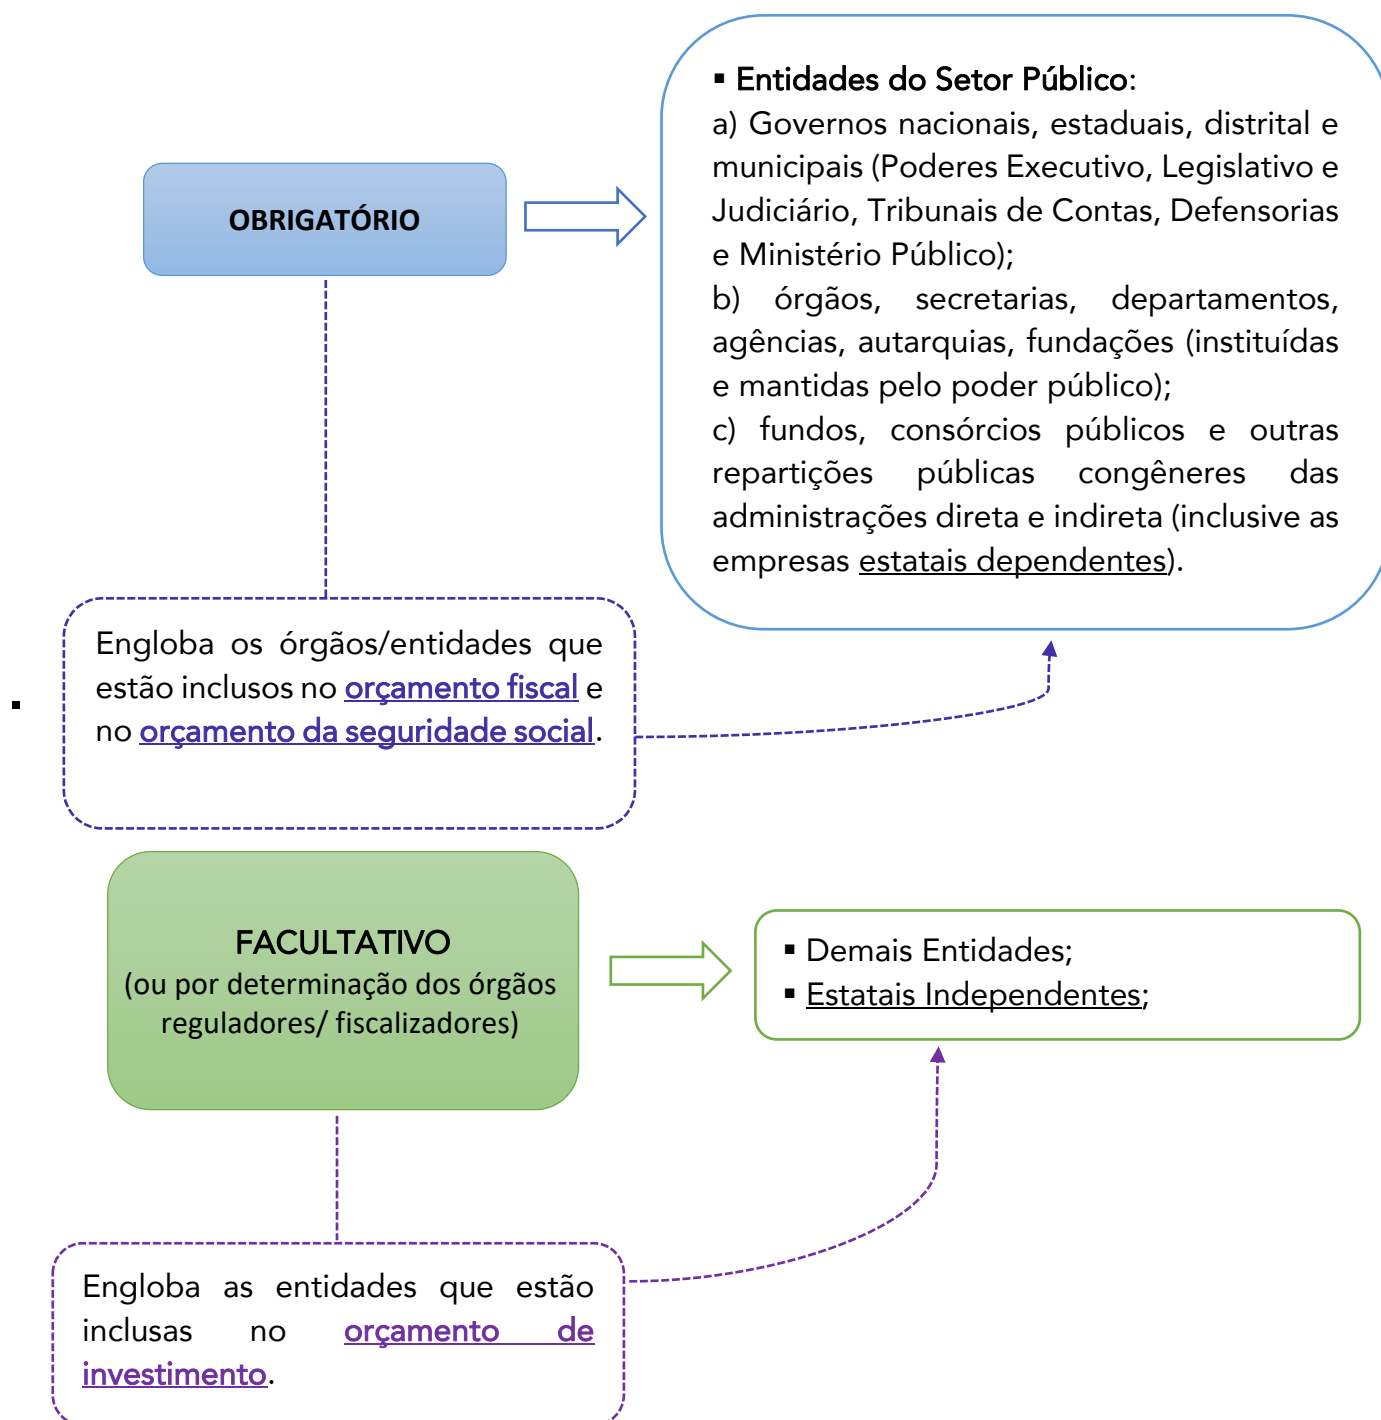 ▪ Entidades do Setor Público:
a) Governos nacionais, estaduais, distrital e
municipais (Poderes Executivo, Legislativo e
Judiciário, Tribunais de Contas, Defensorias
e Ministério Público);
b) órgãos, secretarias, departamentos,
agências, autarquias, fundações (instituídas
e mantidas pelo poder público);
c) fundos, consórcios públicos e outras
repartições públicas congêneres das
administrações direta e indireta (inclusive as
empresas estatais dependentes).
OBRIGATÓRIO
Engloba os órgãos/entidades que
estão inclusos no orçamento fiscal e
no orçamento da seguridade social.
▪
FACULTATIVO
(ou por determinação dos órgãos
reguladores/ fiscalizadores)
▪ Demais Entidades;
▪ Estatais Independentes;
Engloba as entidades que estão
inclusas no orçamento de
investimento.